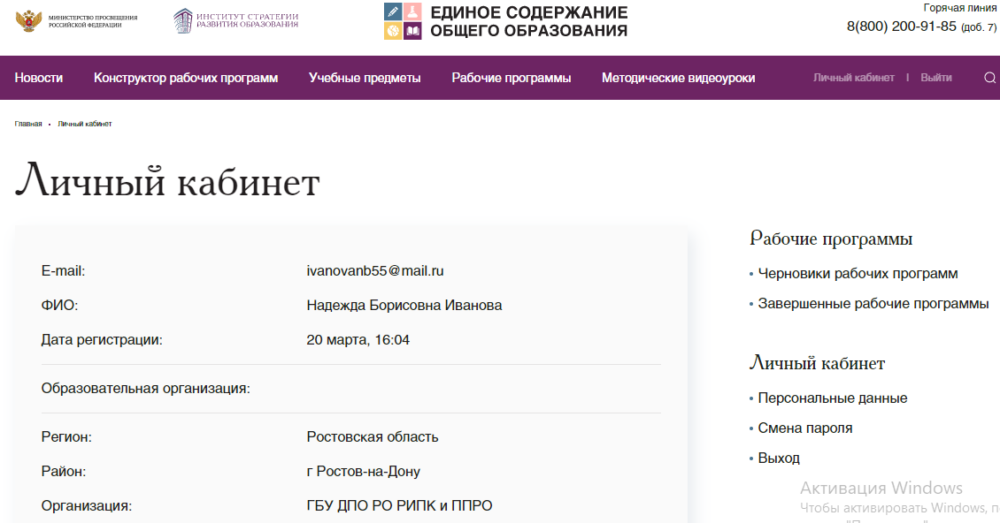 МИНИСТЕРСТВО ПРОСВЕЩЕНИЯ
РОССИЙСКОЙ ФЕДЕРАЦИИ
ИНСТИТУТ СТРАТЕГИИ
РАЗВИТИЯ ОБРАЗОВАНИЯ
ЕДИНОЕ СОДЕРЖАНИЕ
ОБЩЕГО ОБРАЗОВАНИЯ
Горячая линия
8(800) 200-91-85 (доб. 7)
Новости Конструктор рабочих программ Учебные предметы Рабочие программы Методические видеоуроки Личный кабинет | Выйти
Главная • Личный кабинет
Личный кабинет
E-mail: ivanovanb55@mail.ru
ФИО: Надежда Борисовна Иванова
Дата регистрации: 20 марта, 16:04
Образовательная организация:
Регион: Ростовская область
Район: г Ростов-на-Дону
Организация: ГБУ ДПО РО РИПК и ППРО
Рабочие программы
• Черновики рабочих программ
• Завершенные рабочие программы
Личный кабинет
• Персональные данные
• Смена пароля
• Выход
Активация Windows
Чтобы активировать Windows, п